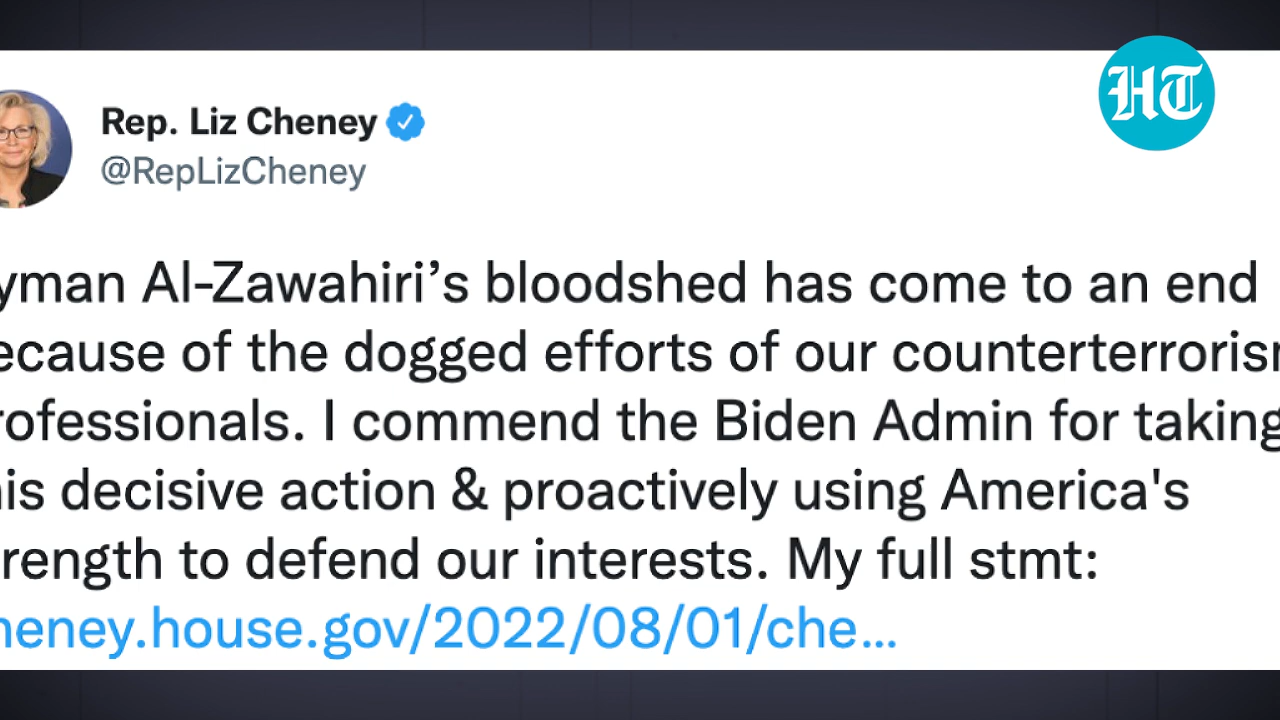 HT
Rep. Liz Cheney
@RepLizCheney
yman Al-Zawahiri’s bloodshed has come to an end
ecause of the dogged efforts of our counterterroris
rofessionals. I commend the Biden Admin for taking
is decisive action & proactively using America's
rength to defend our interests. My full stmt:
heney.house.gov/2022/08/01/che...